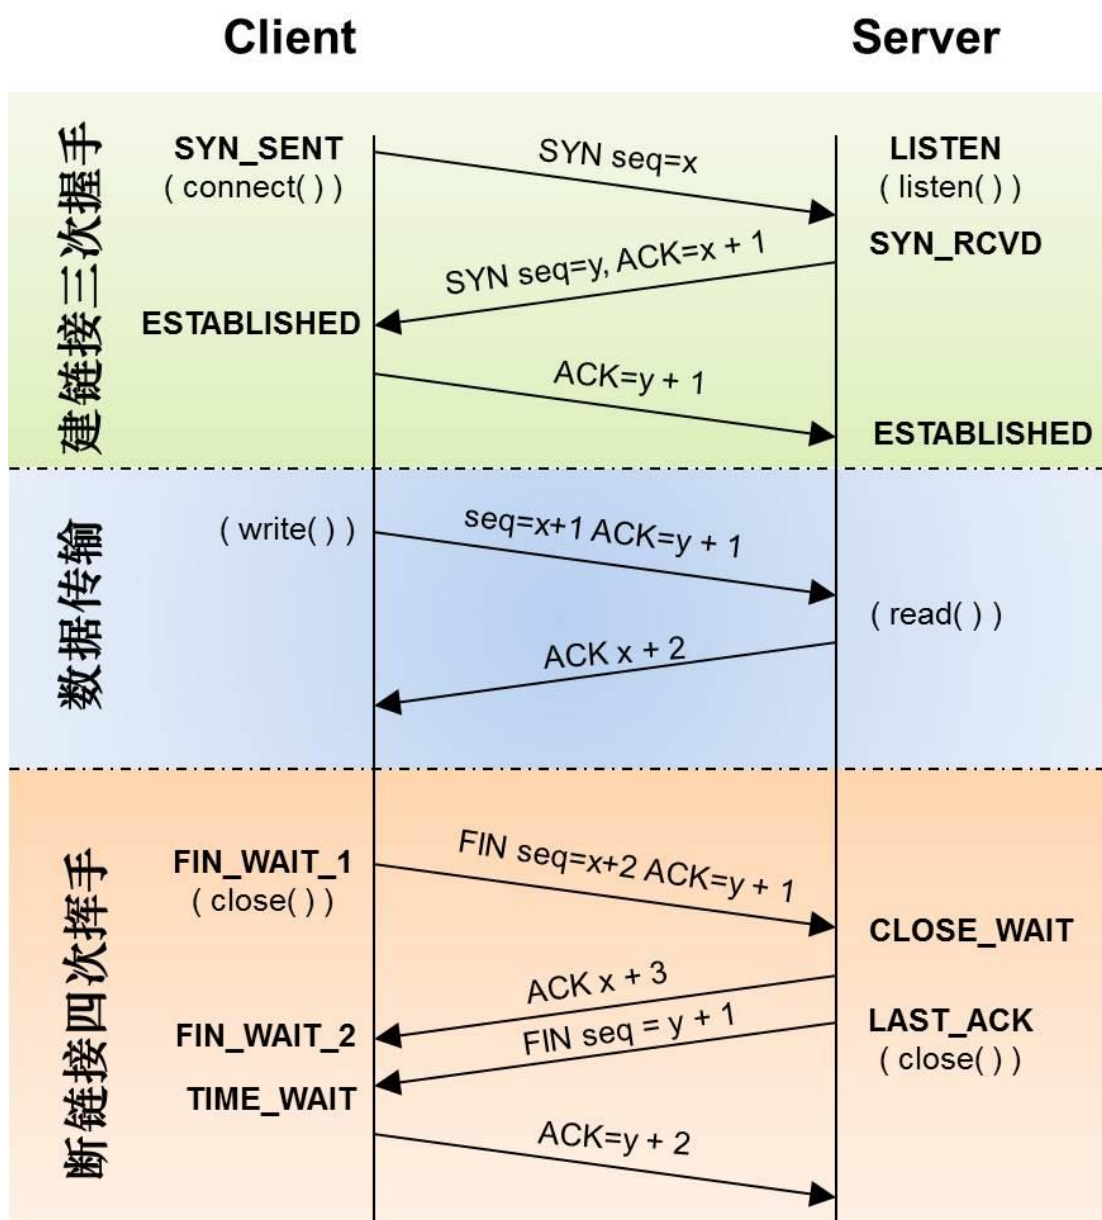 Client
Server
建链接三次握手
SYN_SENT
( connect( ) )
SYN seq=x
LISTEN
( listen( ) )
SYN_RCVD
SYN seq=y, ACK=x + 1
ESTABLISHED
ACK=y + 1
ESTABLISHED
数据传输
( write( ) )
seq=x+1 ACK=y + 1
( read( ) )
ACK x + 2
断链接四次挥手
FIN_WAIT_1
( close( ) )
FIN seq=x+2 ACK=y + 1
CLOSE_WAIT
ACK x + 3
FIN_WAIT_2
FIN seq = y + 1
LAST_ACK
( close( ) )
TIME_WAIT
ACK=y + 2